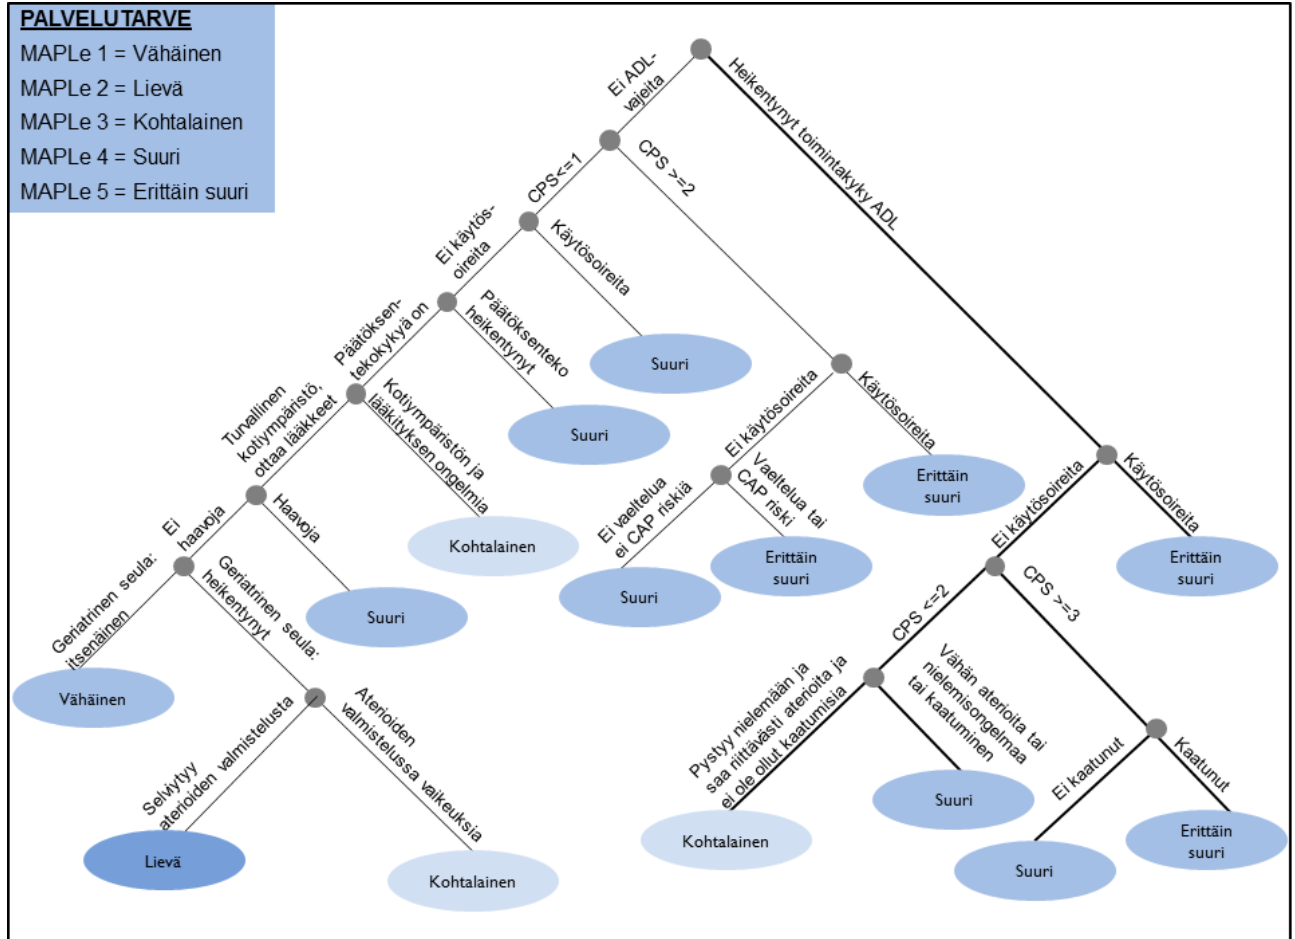 PALVELUTARVE
MAPLe 1 = Vähäinen
MAPLe 2 = Lievä
MAPLe 3 = Kohtalainen
MAPLe 4 = Suuri
MAPLe 5 = Erittäin suuri
Ei ADL-
vajeita
Heikentynyt toimintakyky ADL
CPS<=1
CPS >=2
Ei käytös-
oireita
Käytösoireita
Suuri
Päätöksen-
tekokykyä on
Päätöksenteko
heikentynyt
Suuri
Turvallinen
kotiympäristö,
ottaa lääkkeet
Kotiympäristön ja
lääkityksen ongelmia
Kohtalainen
Ei
haavoja
Haavoja
Suuri
Geriatrinen seula:
itsenäinen
Vähäinen
Geriatrinen seula:
heikentynyt
Selviytyy
aterioiden valmistelusta
Lievä
Aterioiden
valmistelussa vaikeuksia
Kohtalainen
Ei käytösoireita
Käytösoireita
Erittäin
suuri
Ei vaeltelua
ei CAP riskiä
Suuri
Vaeltelua tai
CAP riski
Erittäin
suuri
Ei käytösoireita
Käytösoireita
Erittäin
suuri
CPS <=2
CPS >=3
Pystyy nielemään ja
saa riittävästi aterioita ja
ei ole ollut kaatumisia
Kohtalainen
Vähän aterioita tai
nielemisongelmaa
tai kaatuminen
Suuri
Ei kaatunut
Suuri
Kaatunut
Erittäin
suuri